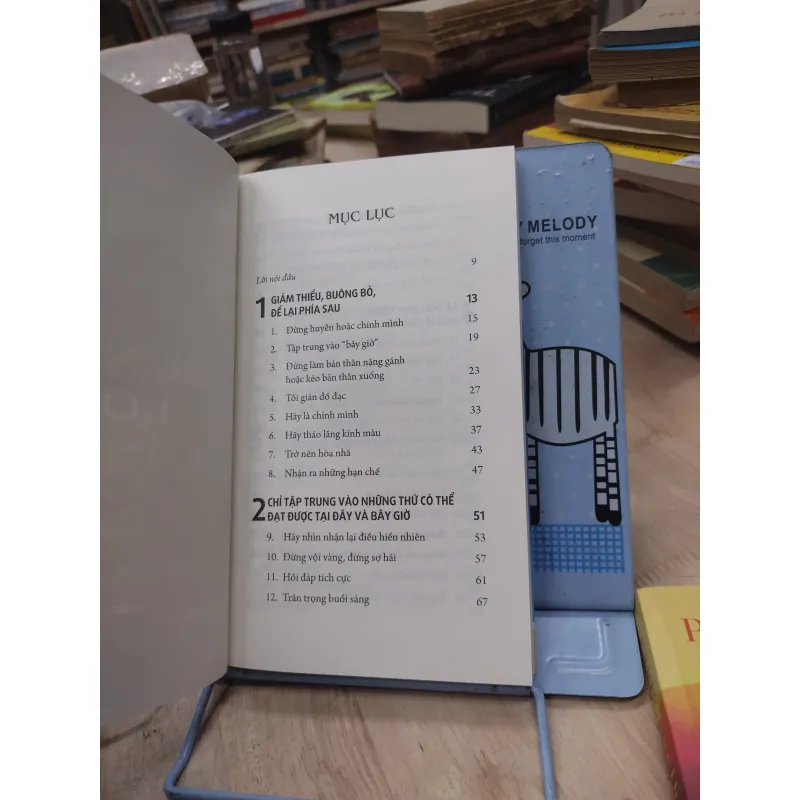 MỤC LỤC
Lời nói đầu 9
1 GIẢM THIỂU, BUÔNG BỎ,
ĐỂ LẠI PHÍA SAU 13
1. Đừng huyễn hoặc chính mình 15
2. Tập trung vào "bây giờ" 19
3. Đừng làm bản thân nặng gánh
hoặc kéo bản thân xuống 23
4. Tối giản đồ đạc 27
5. Hãy là chính mình 33
6. Hãy tháo lăng kính màu 37
7. Trở nên hòa nhã 43
8. Nhận ra những hạn chế 47
2 CHỈ TẬP TRUNG VÀO NHỮNG THỨ CÓ THỂ
ĐẠT ĐƯỢC TẠI ĐÂY VÀ BÂY GIỜ 51
9. Hãy nhìn nhận lại điều hiển nhiên 53
10. Đừng vội vàng, đừng sợ hãi 57
11. Hồi đáp tích cực 61
12. Trân trọng buổi sáng 67
MELODY
forget this moment